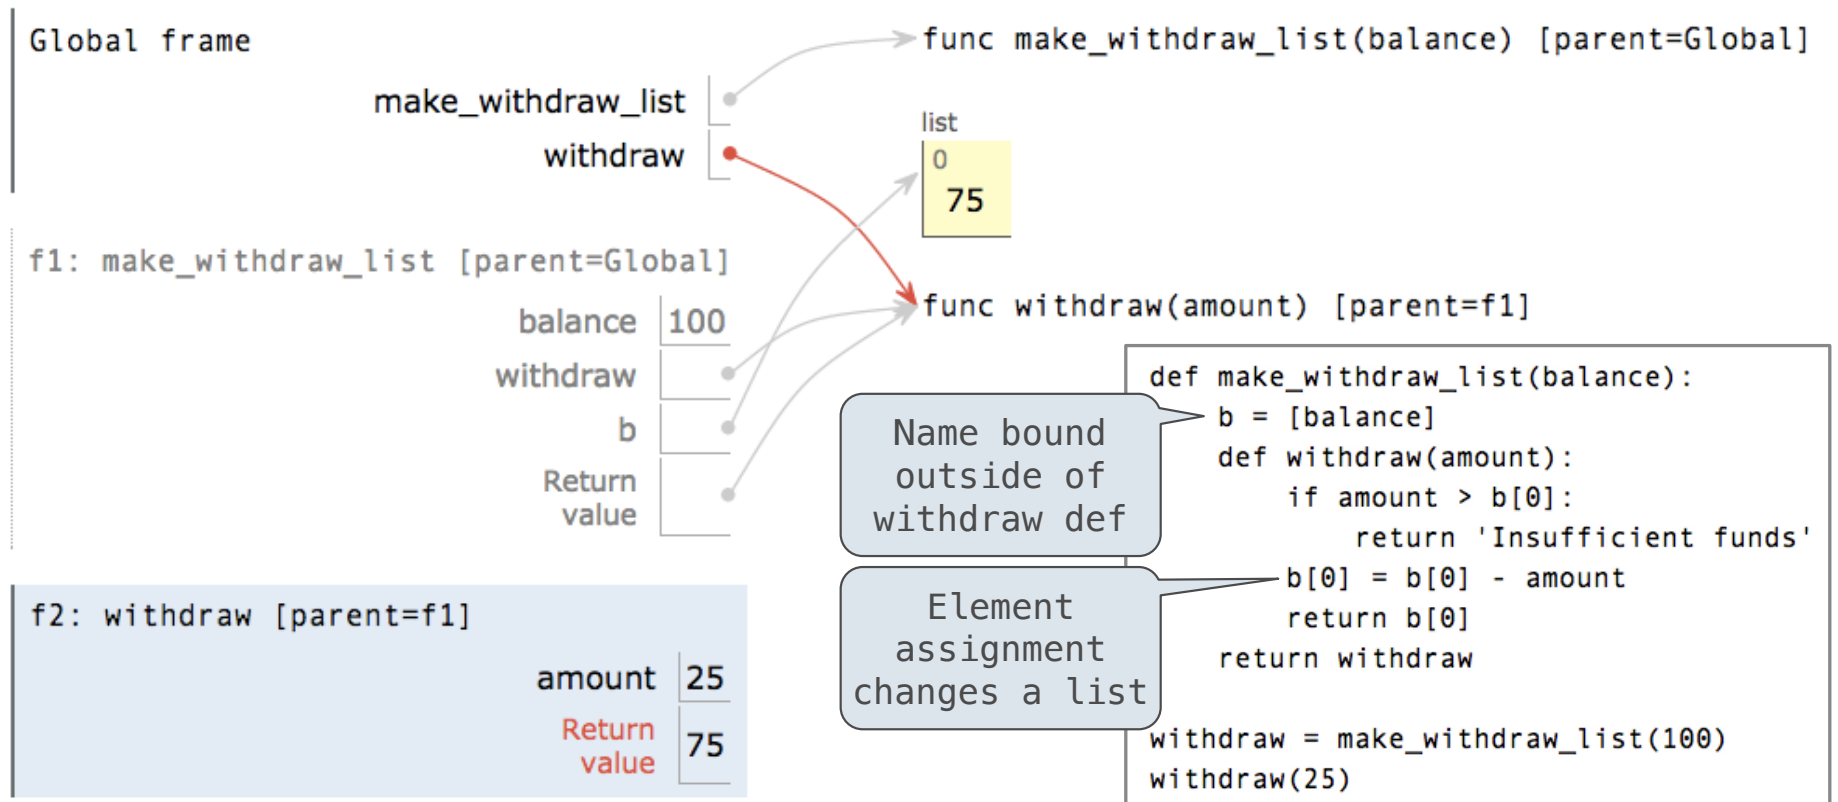 Global frame
make_withdraw_list
withdraw
func make_withdraw_list(balance) [parent=Global]
list
0
75
f1: make_withdraw_list [parent=Global]
balance 100
withdraw
b
Return
value
func withdraw(amount) [parent=f1]
f2: withdraw [parent=f1]
amount 25
Return
value
75
Name bound
outside of
withdraw def
Element
assignment
changes a list
def make_withdraw_list(balance):
    b = [balance]
    def withdraw(amount):
        if amount > b[0]:
            return 'Insufficient funds'
        b[0] = b[0] - amount
        return b[0]
    return withdraw
withdraw = make_withdraw_list(100)
withdraw(25)